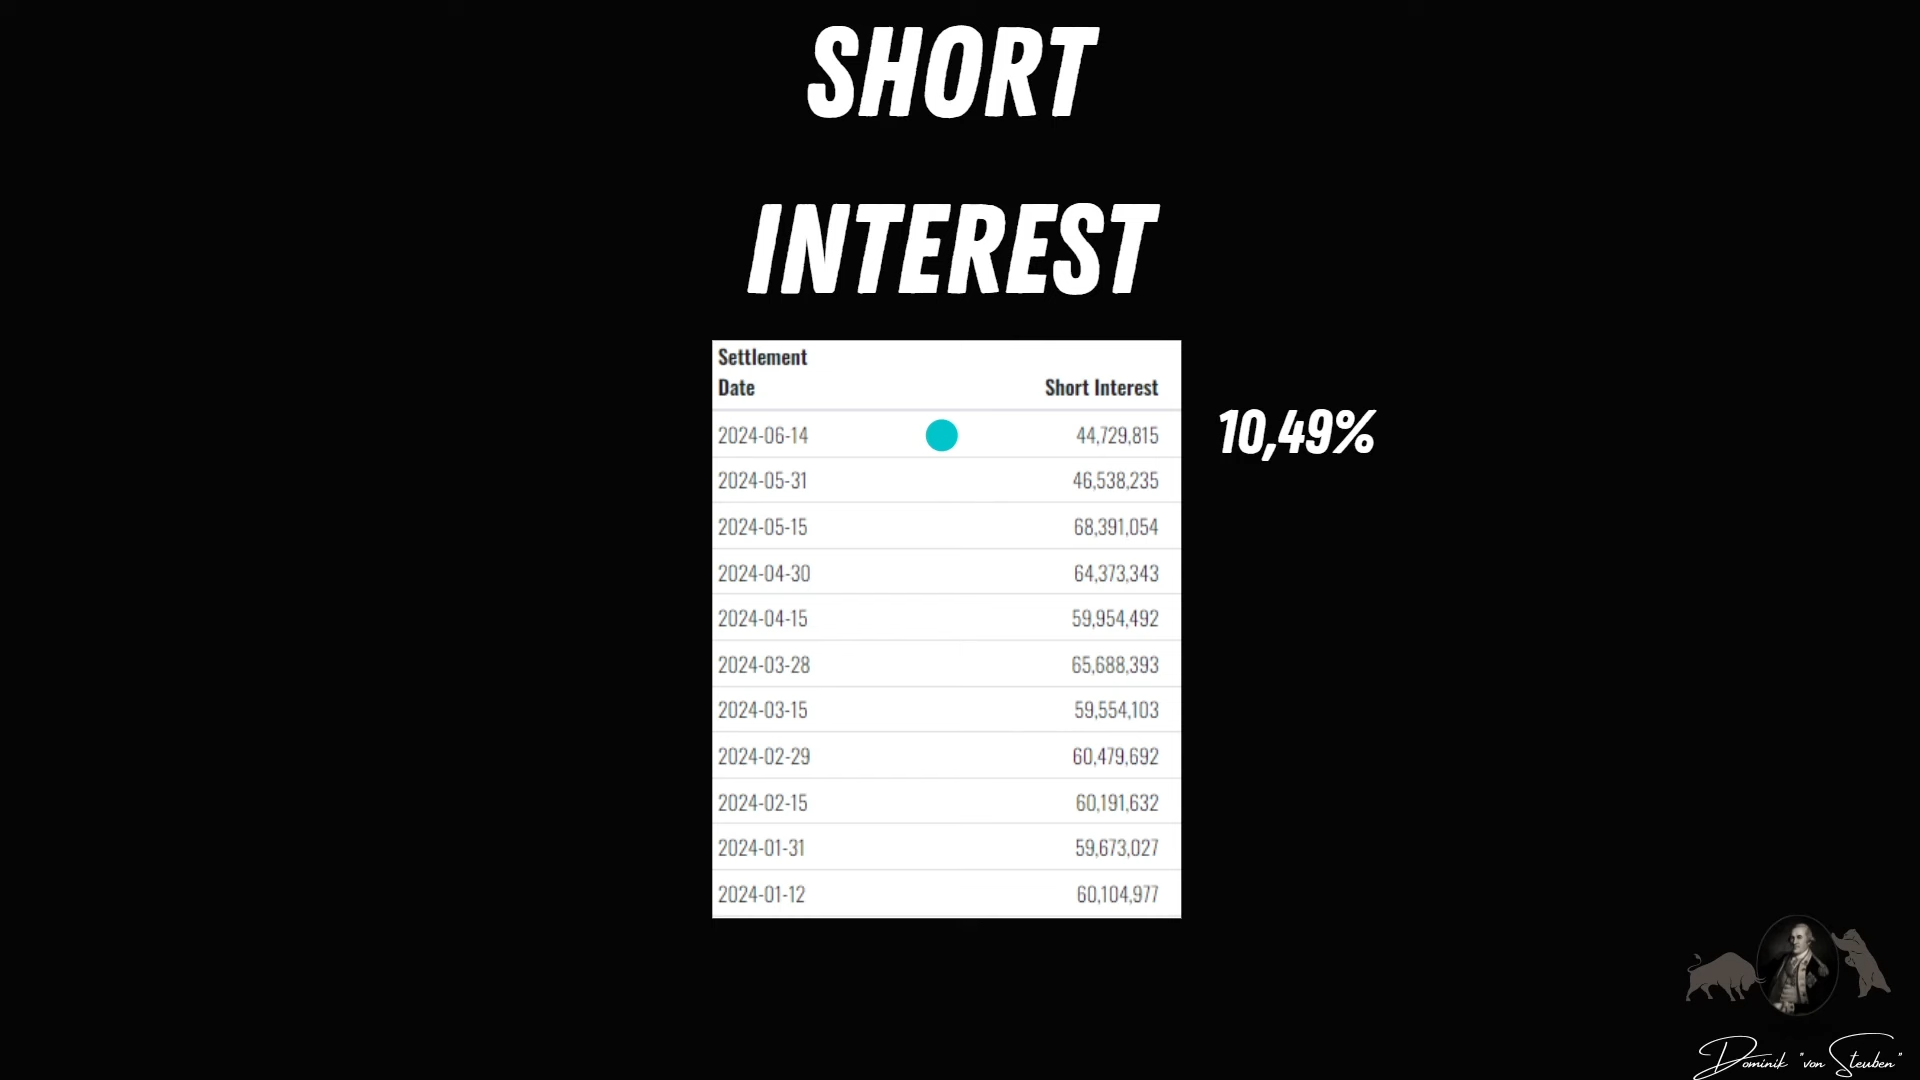 SHORT
INTEREST
Settlement
Date Short Interest
2024-06-14 44,729,815 10,49%
2024-05-31 46,538,235
2024-05-15 68,391,054
2024-04-30 64,373,343
2024-04-15 59,954,492
2024-03-28 65,688,393
2024-03-15 59,554,103
2024-02-29 60,479,692
2024-02-15 60,191,632
2024-01-31 59,673,027
2024-01-12 60,104,977
Dominik "von Steuben"